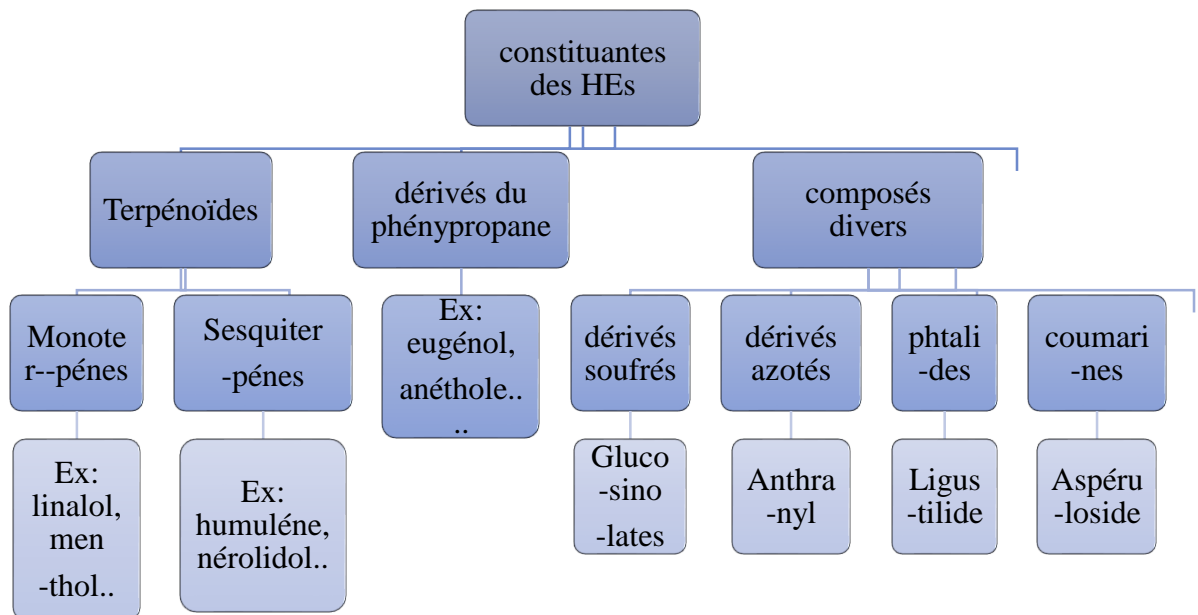 constituantes
des HEs
Terpénoïdes
dérivés du
phénypropane
composés
divers
Monote
r--pénes
Sesquiter
-pénes
Ex:
eugénol,
anéthole..
..
dérivés
soufrés
dérivés
azotés
phtali
-des
coumari
-nes
Ex:
linalol,
men
-thol..
Ex:
humuléne,
nérolidol..
Gluco
-sino
-lates
Anthra
-nyl
Ligus
-tilide
Aspéru
-loside